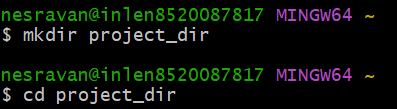 nesravan@inlen8520087817 MINGW64 ~
$ mkdir project_dir
nesravan@inlen8520087817 MINGW64 ~
$ cd project_dir